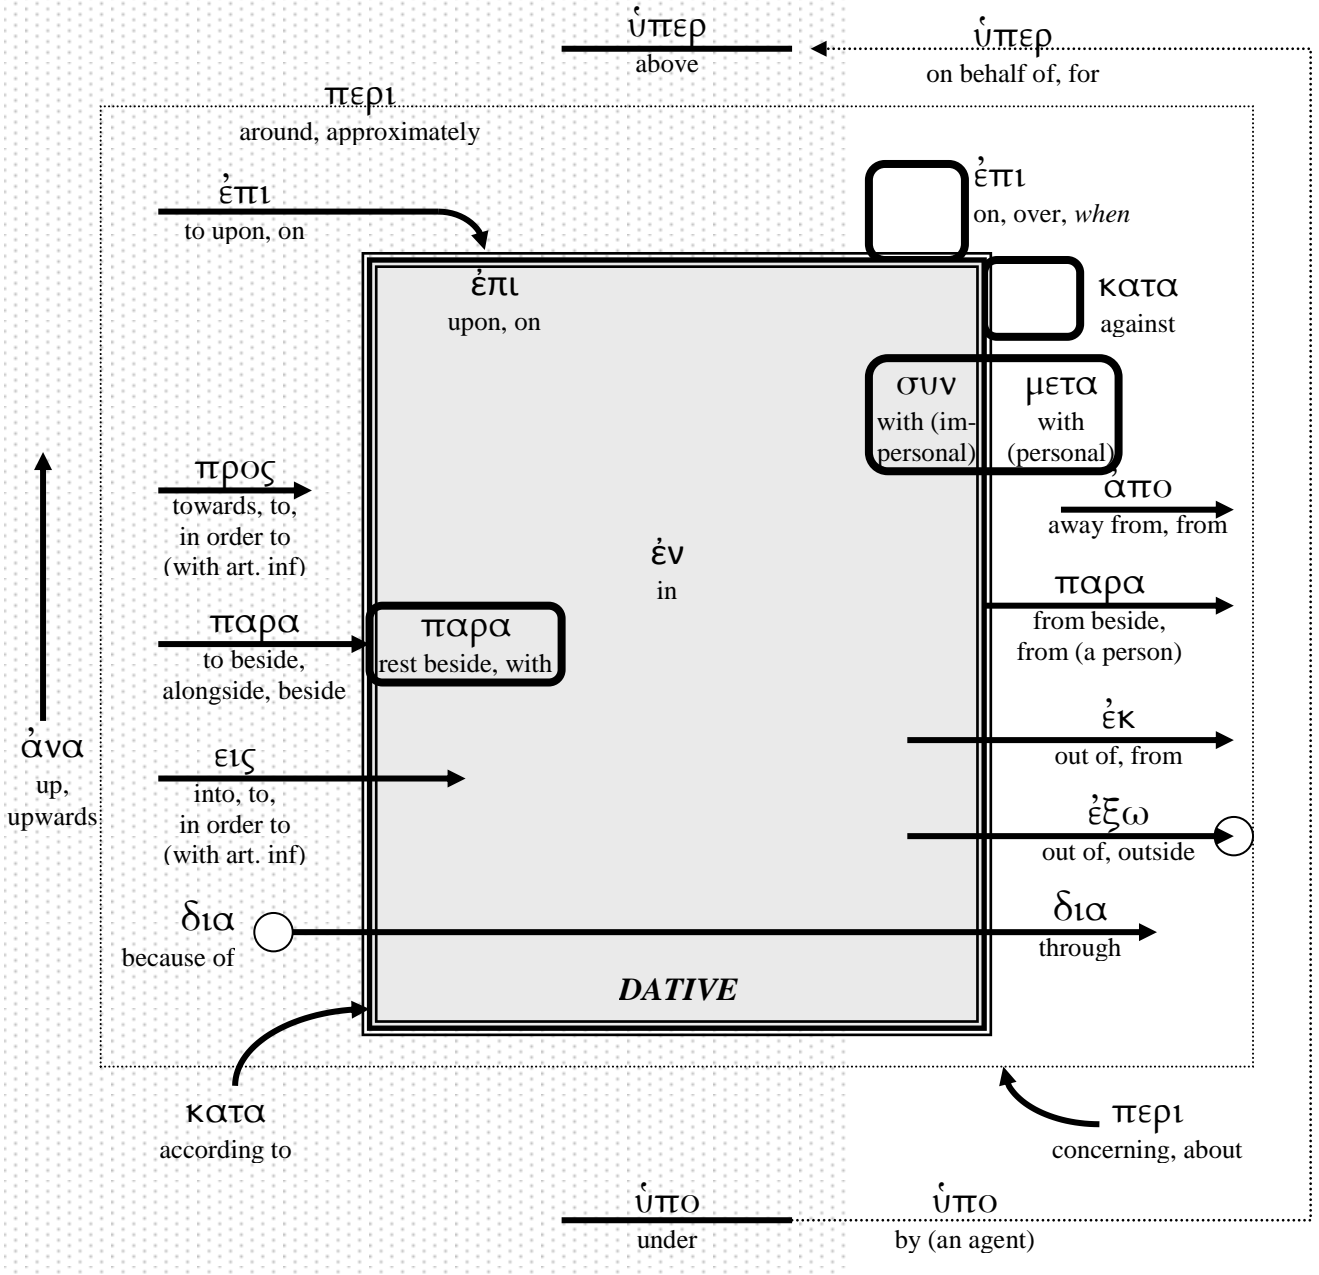 ὑπερ
above
ὑπερ
on behalf of, for
περι
around, approximately
ἐπι
to upon, on
ἐπι
on, over, when
ἐπι
upon, on
κατα
against
συν
with (im-
personal)
μετα
with
(personal)
προς
towards, to,
in order to
(with art. inf)
ἀπο
away from, from
ἐν
in
παρα
to beside,
alongside, beside
παρα
rest beside, with
παρα
from beside,
from (a person)
ἀνα
up,
upwards
εις
into, to,
in order to
(with art. inf)
ἐκ
out of, from
ἐξω
out of, outside
δια
because of
δια
through
DATIVE
κατα
according to
περι
concerning, about
ὑπο
under
ὑπο
by (an agent)